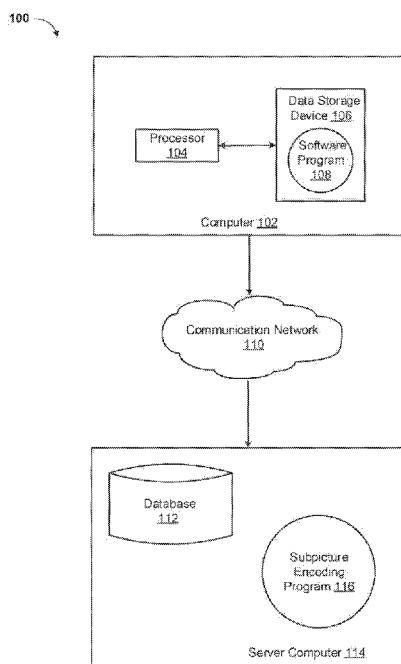 100
Data Storage
Device 106
Processor
104
Software
Program
108
Computer 102
Communication Network
110
Database
112
Subpicture
Encoding
Program 116
Server Computer 114